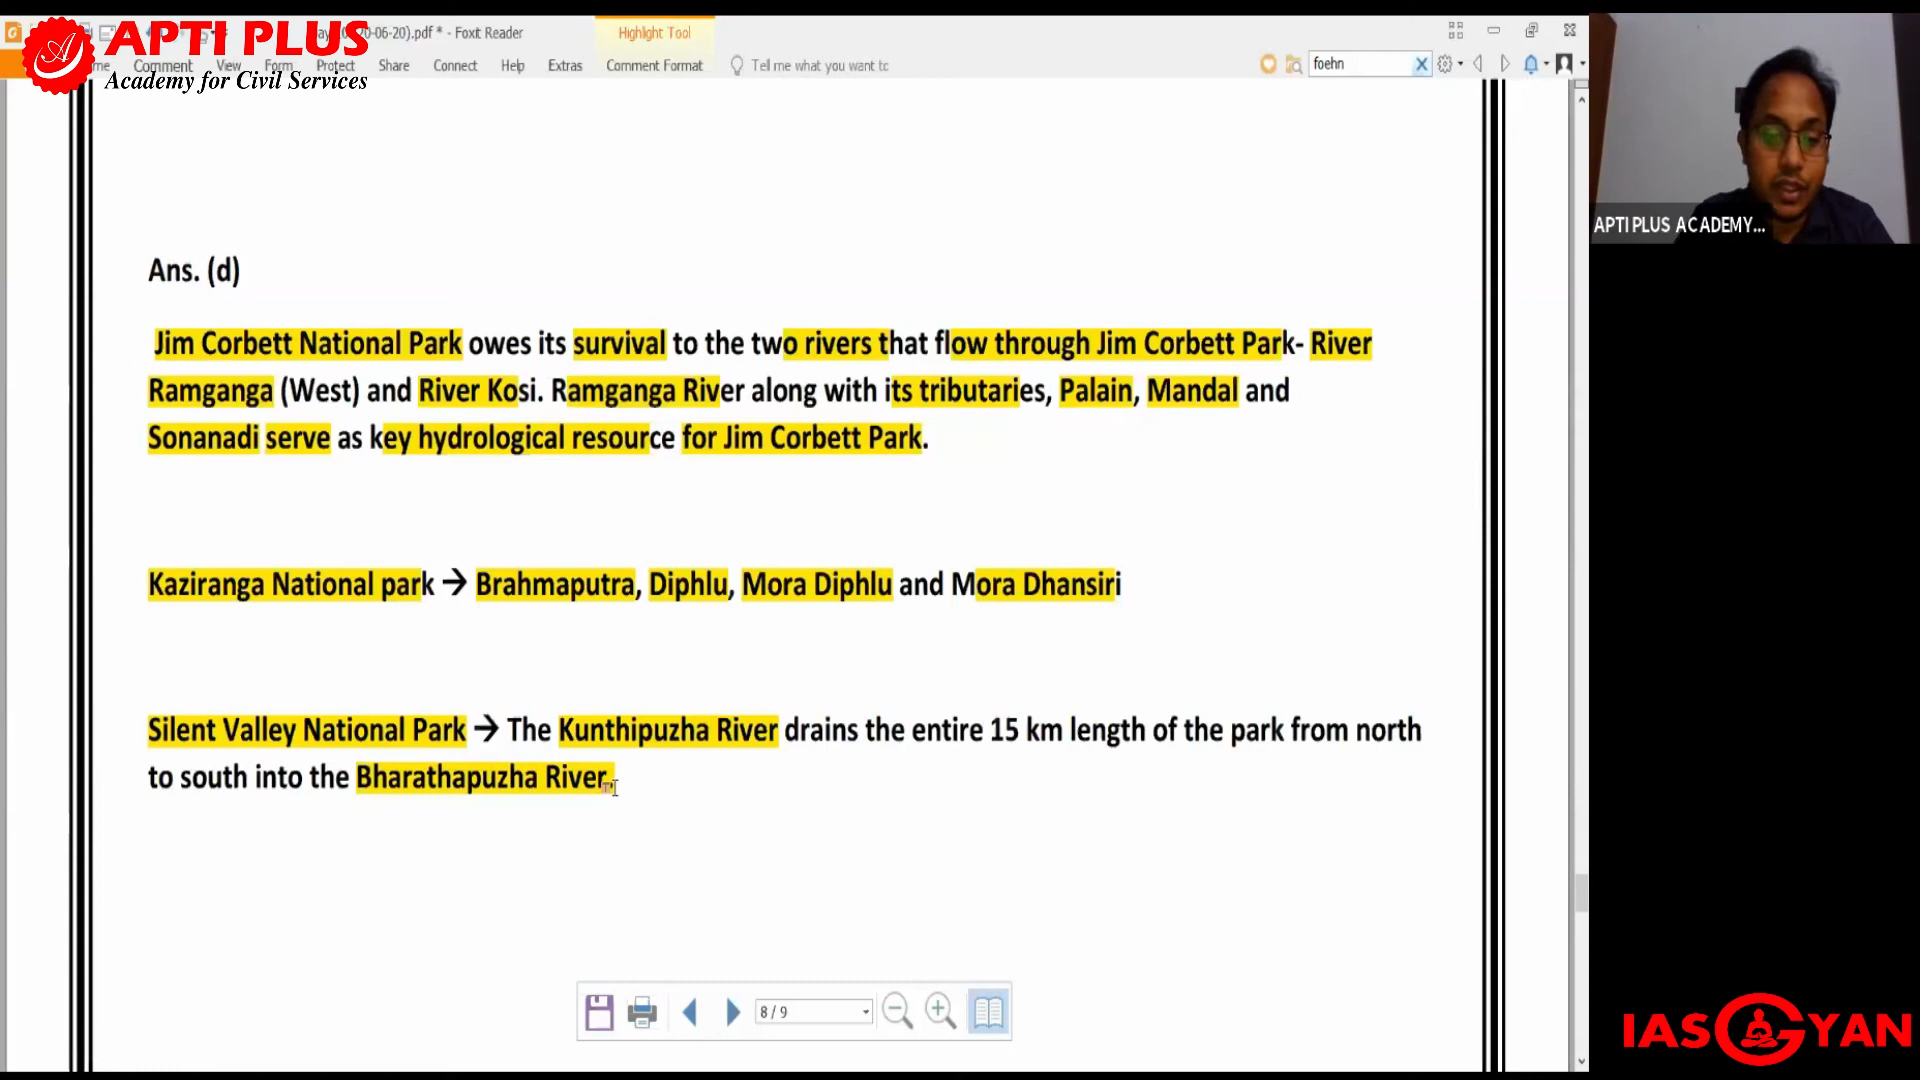 APTI PLUS
Academy for Civil Services
20-06-20).pdf * - Foxit Reader
Highlight Tool
Comment View Form Protect Share Connect Help Extras Comment Format Tell me what you want tc
foehn
APTI PLUS ACADEMY...
Ans. (d)
Jim Corbett National Park owes its survival to the two rivers that flow through Jim Corbett Park- River
Ramganga (West) and River Kosi. Ramganga River along with its tributaries, Palain, Mandal and
Sonanadi serve as key hydrological resource for Jim Corbett Park.
Kaziranga National park → Brahmaputra, Diphlu, Mora Diphlu and Mora Dhansiri
Silent Valley National Park → The Kunthipuzha River drains the entire 15 km length of the park from north
to south into the Bharathapuzha River.
8 / 9
IAS GYAN